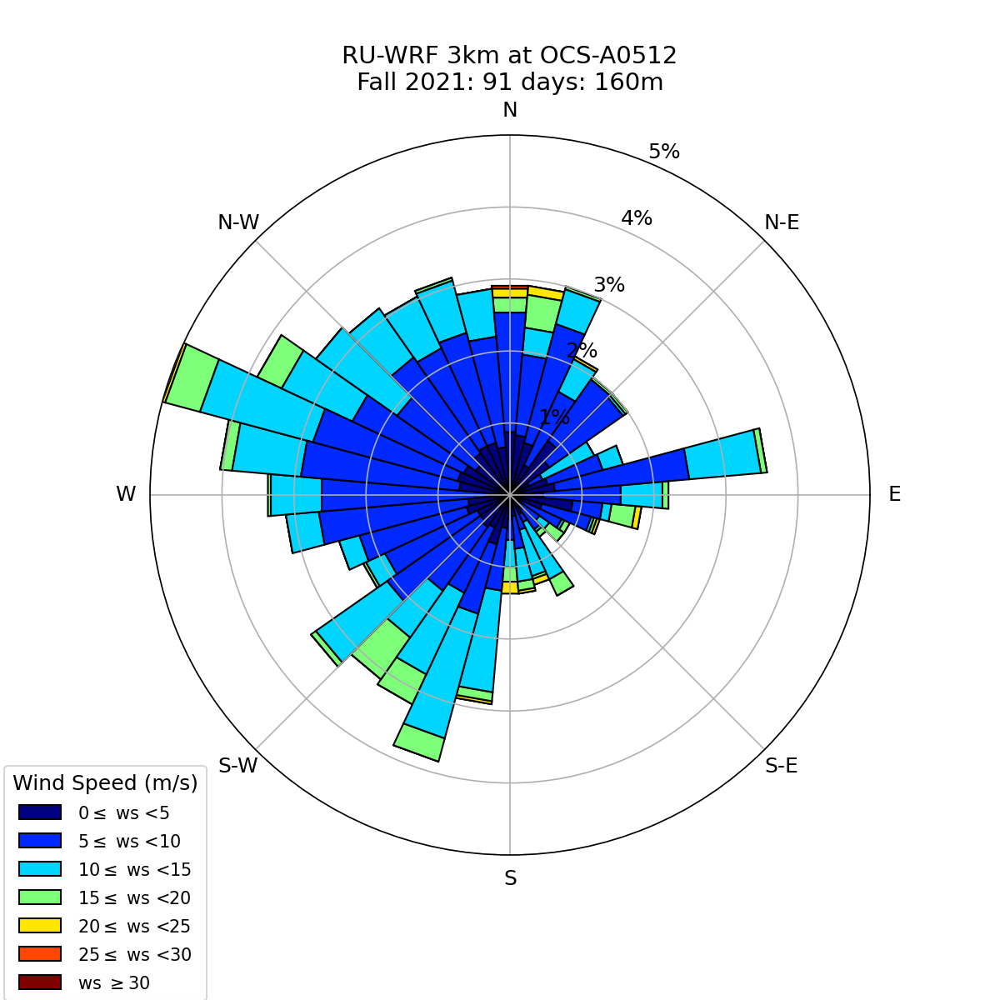 RU-WRF 3km at OCS-A0512
Fall 2021: 91 days: 160m
N
5%
N-W
4%
N-E
3%
2%
1%
W
E
S-W
S-E
S
Wind Speed (m/s)
0≤ ws <5
5≤ ws <10
10≤ ws <15
15≤ ws <20
20≤ ws <25
25≤ ws <30
ws ≥30